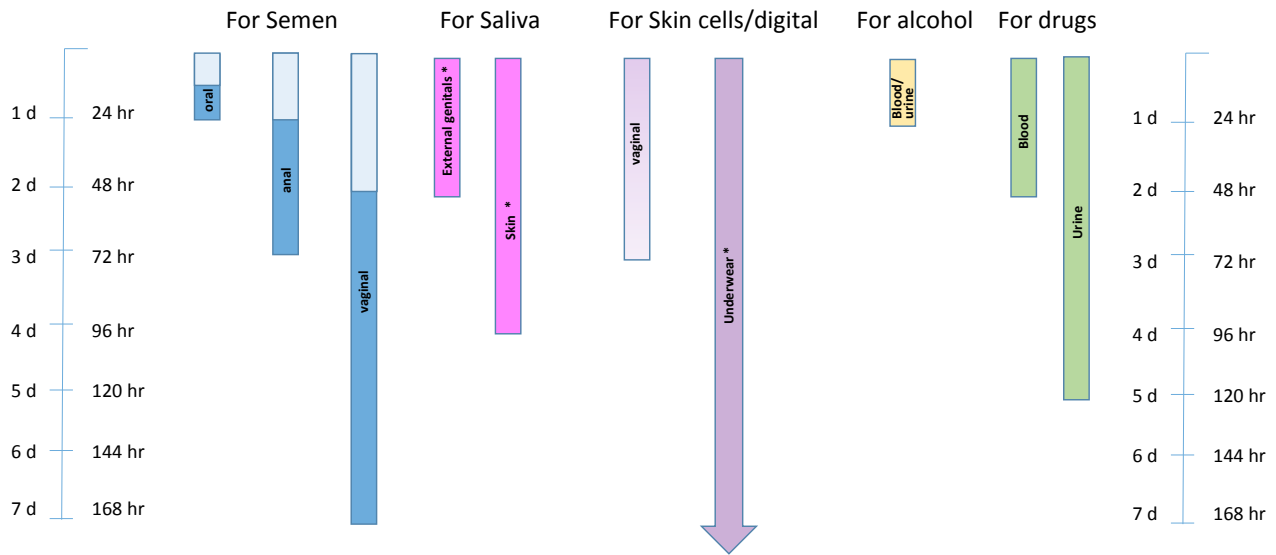 For Semen
For Saliva
For Skin cells/digital
For alcohol
For drugs
1 d
24 hr
2 d
48 hr
3 d
72 hr
4 d
96 hr
5 d
120 hr
6 d
144 hr
7 d
168 hr
oral
anal
vaginal
External genitals *
Skin *
vaginal
Underwear *
Blood/
urine
Blood
Urine
1 d
24 hr
2 d
48 hr
3 d
72 hr
4 d
96 hr
5 d
120 hr
6 d
144 hr
7 d
168 hr